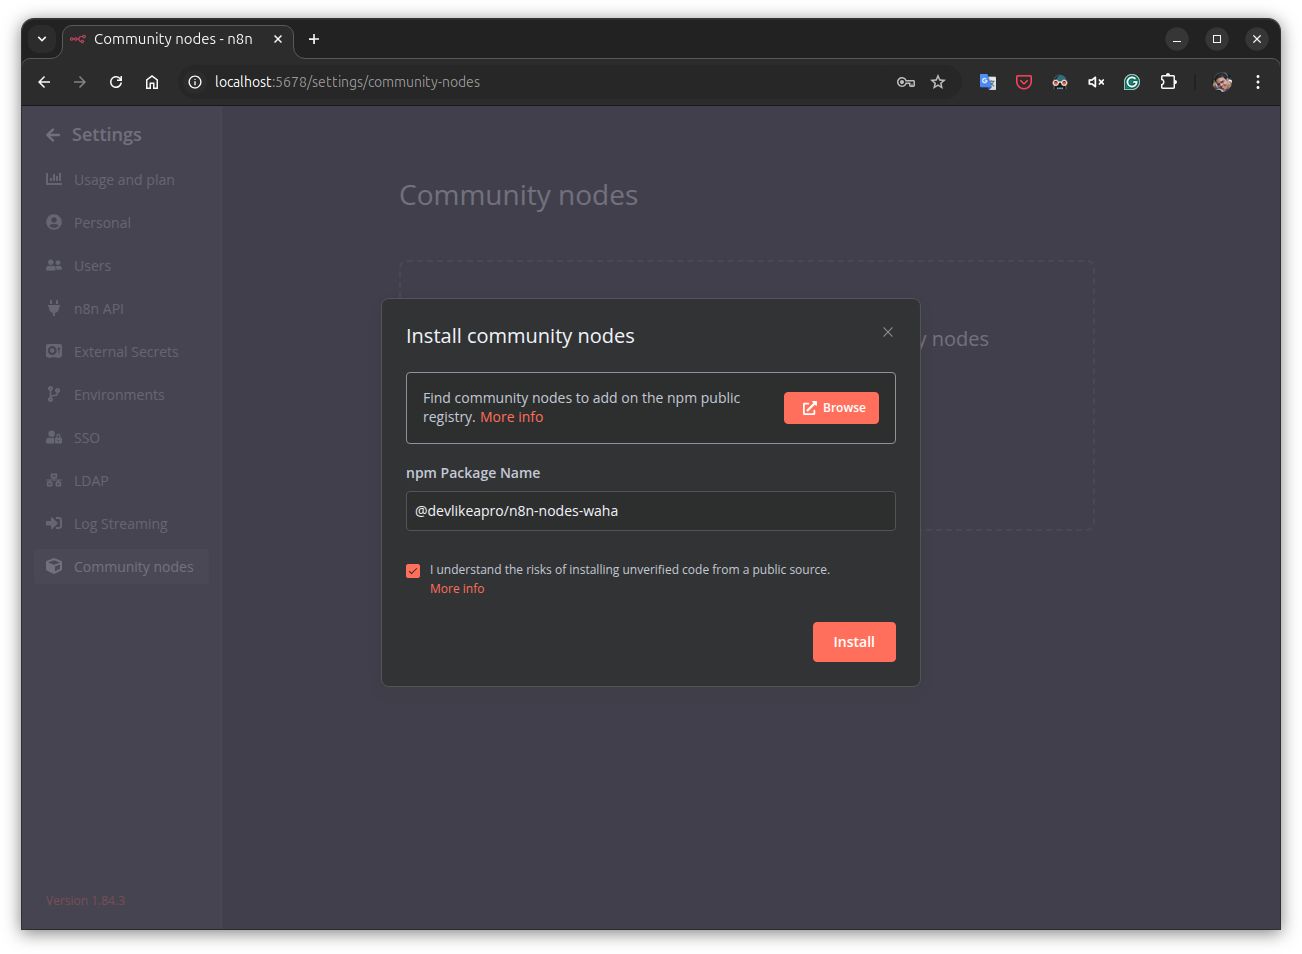 Community nodes - n8n
localhost:5678/settings/community-nodes
Settings
Usage and plan
Personal
Users
n8n API
External Secrets
Environments
SSO
LDAP
Log Streaming
Community nodes
Version 1.84.3
Community nodes
nodes
Install community nodes
Find community nodes to add on the npm public
registry. More info
Browse
npm Package Name
@devlikeapro/n8n-nodes-waha
I understand the risks of installing unverified code from a public source.
More info
Install